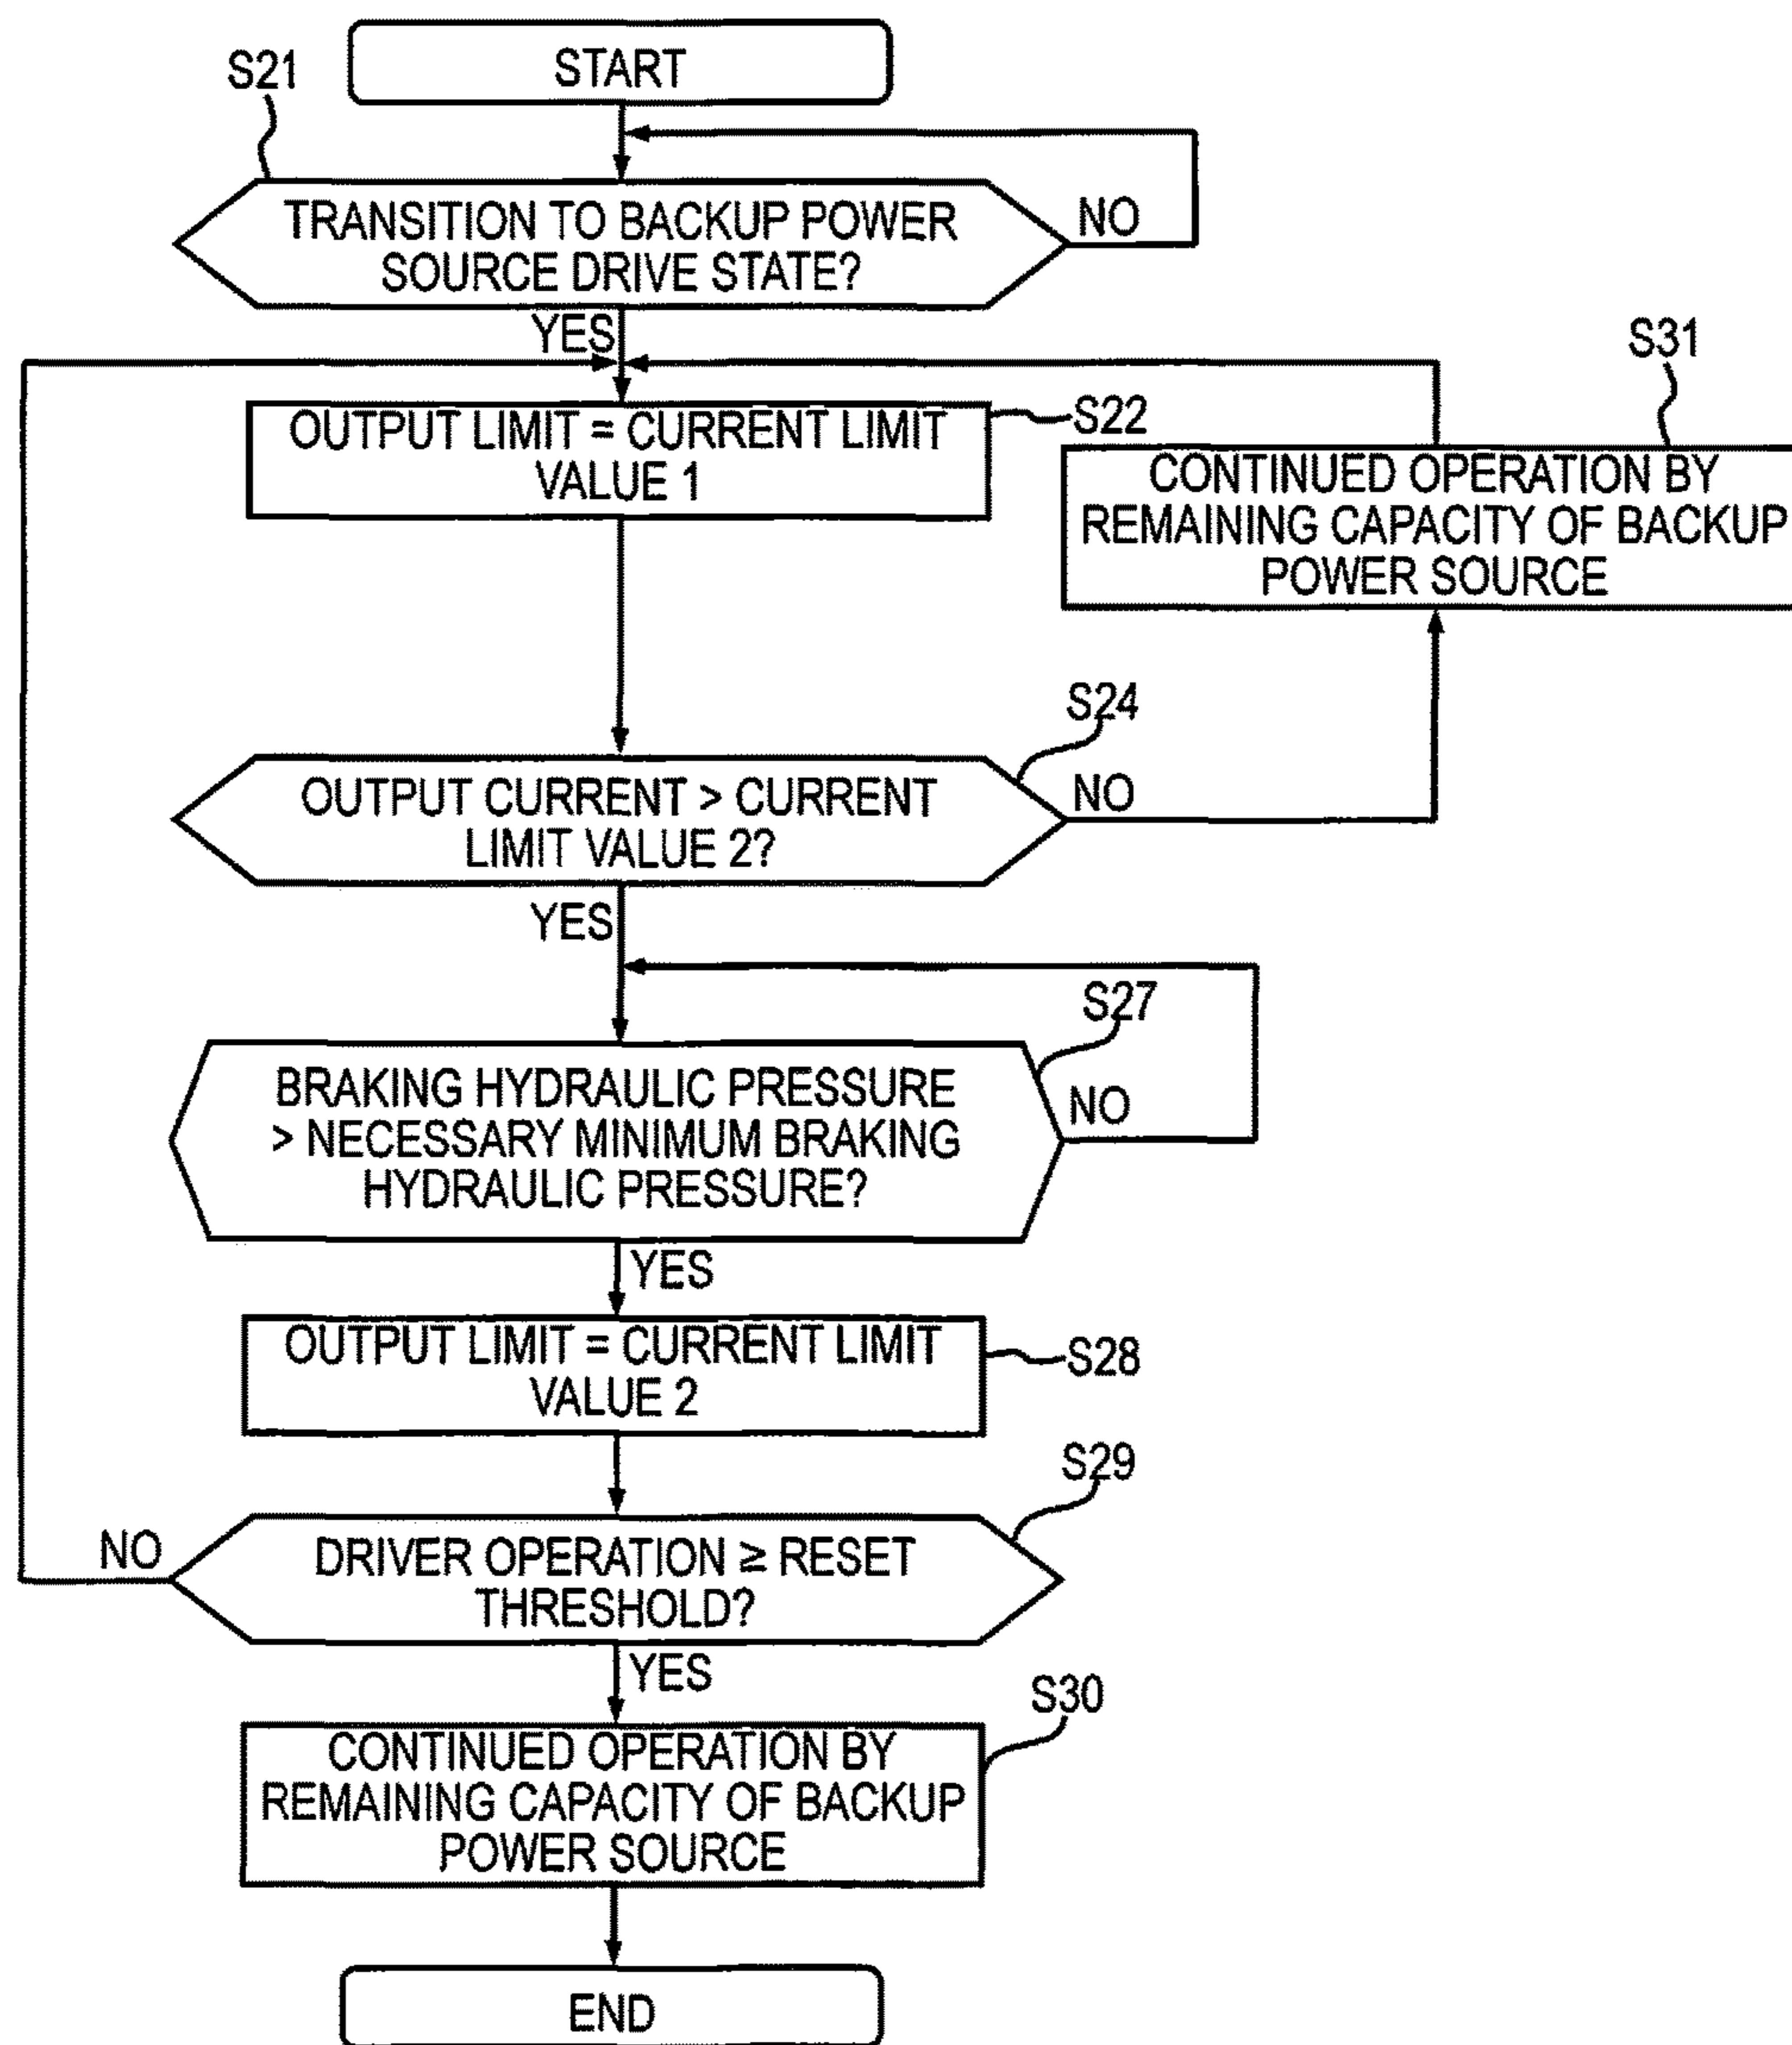 START
S21
TRANSITION TO BACKUP POWER
SOURCE DRIVE STATE?
NO
YES
S31
OUTPUT LIMIT = CURRENT LIMIT
VALUE 1
S22
CONTINUED OPERATION BY
REMAINING CAPACITY OF BACKUP
POWER SOURCE
S24
OUTPUT CURRENT > CURRENT
LIMIT VALUE 2?
NO
YES
S27
BRAKING HYDRAULIC PRESSURE
> NECESSARY MINIMUM BRAKING
HYDRAULIC PRESSURE?
NO
YES
OUTPUT LIMIT = CURRENT LIMIT
VALUE 2
S28
S29
NO
DRIVER OPERATION ≥ RESET
THRESHOLD?
YES
S30
CONTINUED OPERATION BY
REMAINING CAPACITY OF BACKUP
POWER SOURCE
END